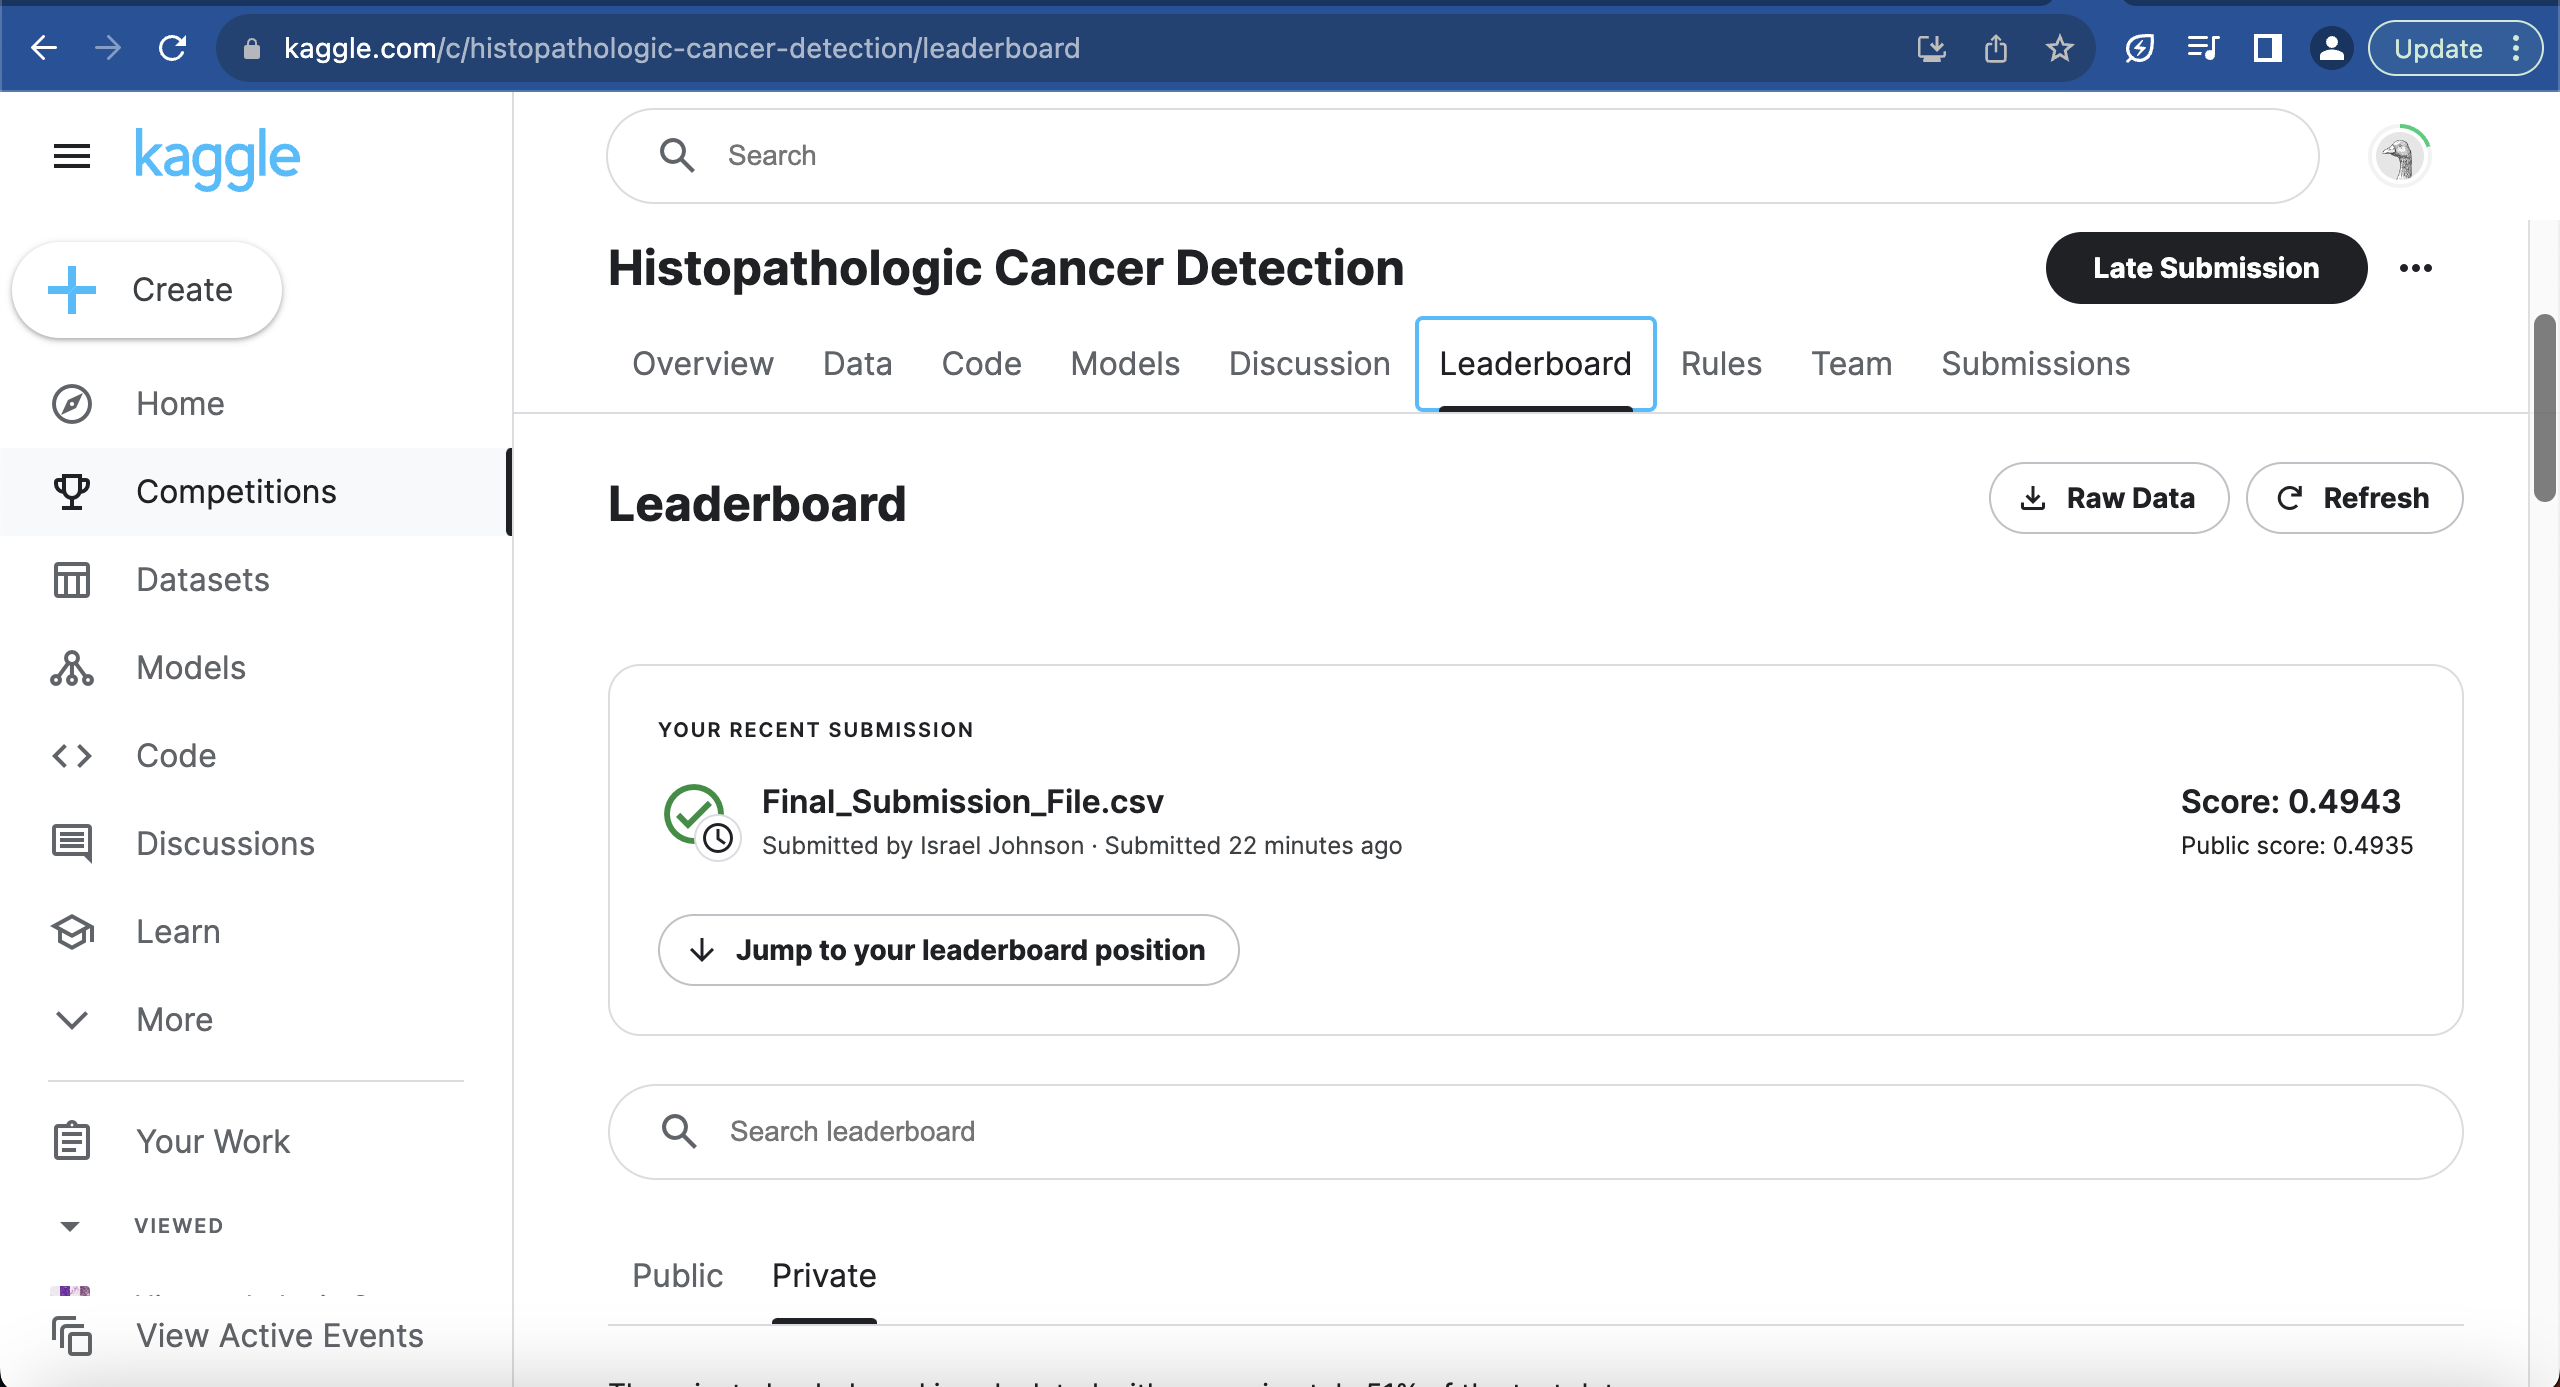 kaggle.com/c/histopathologic-cancer-detection/leaderboard
Update
kaggle
Search
Create
Histopathologic Cancer Detection
Late Submission
Overview Data Code Models Discussion Leaderboard Rules Team Submissions
Home
Competitions
Datasets
Models
Code
Discussions
Learn
More
Your Work
VIEWED
View Active Events
Leaderboard
Raw Data
Refresh
YOUR RECENT SUBMISSION
Final_Submission_File.csv
Submitted by Israel Johnson · Submitted 22 minutes ago
Score: 0.4943
Public score: 0.4935
Jump to your leaderboard position
Search leaderboard
Public Private